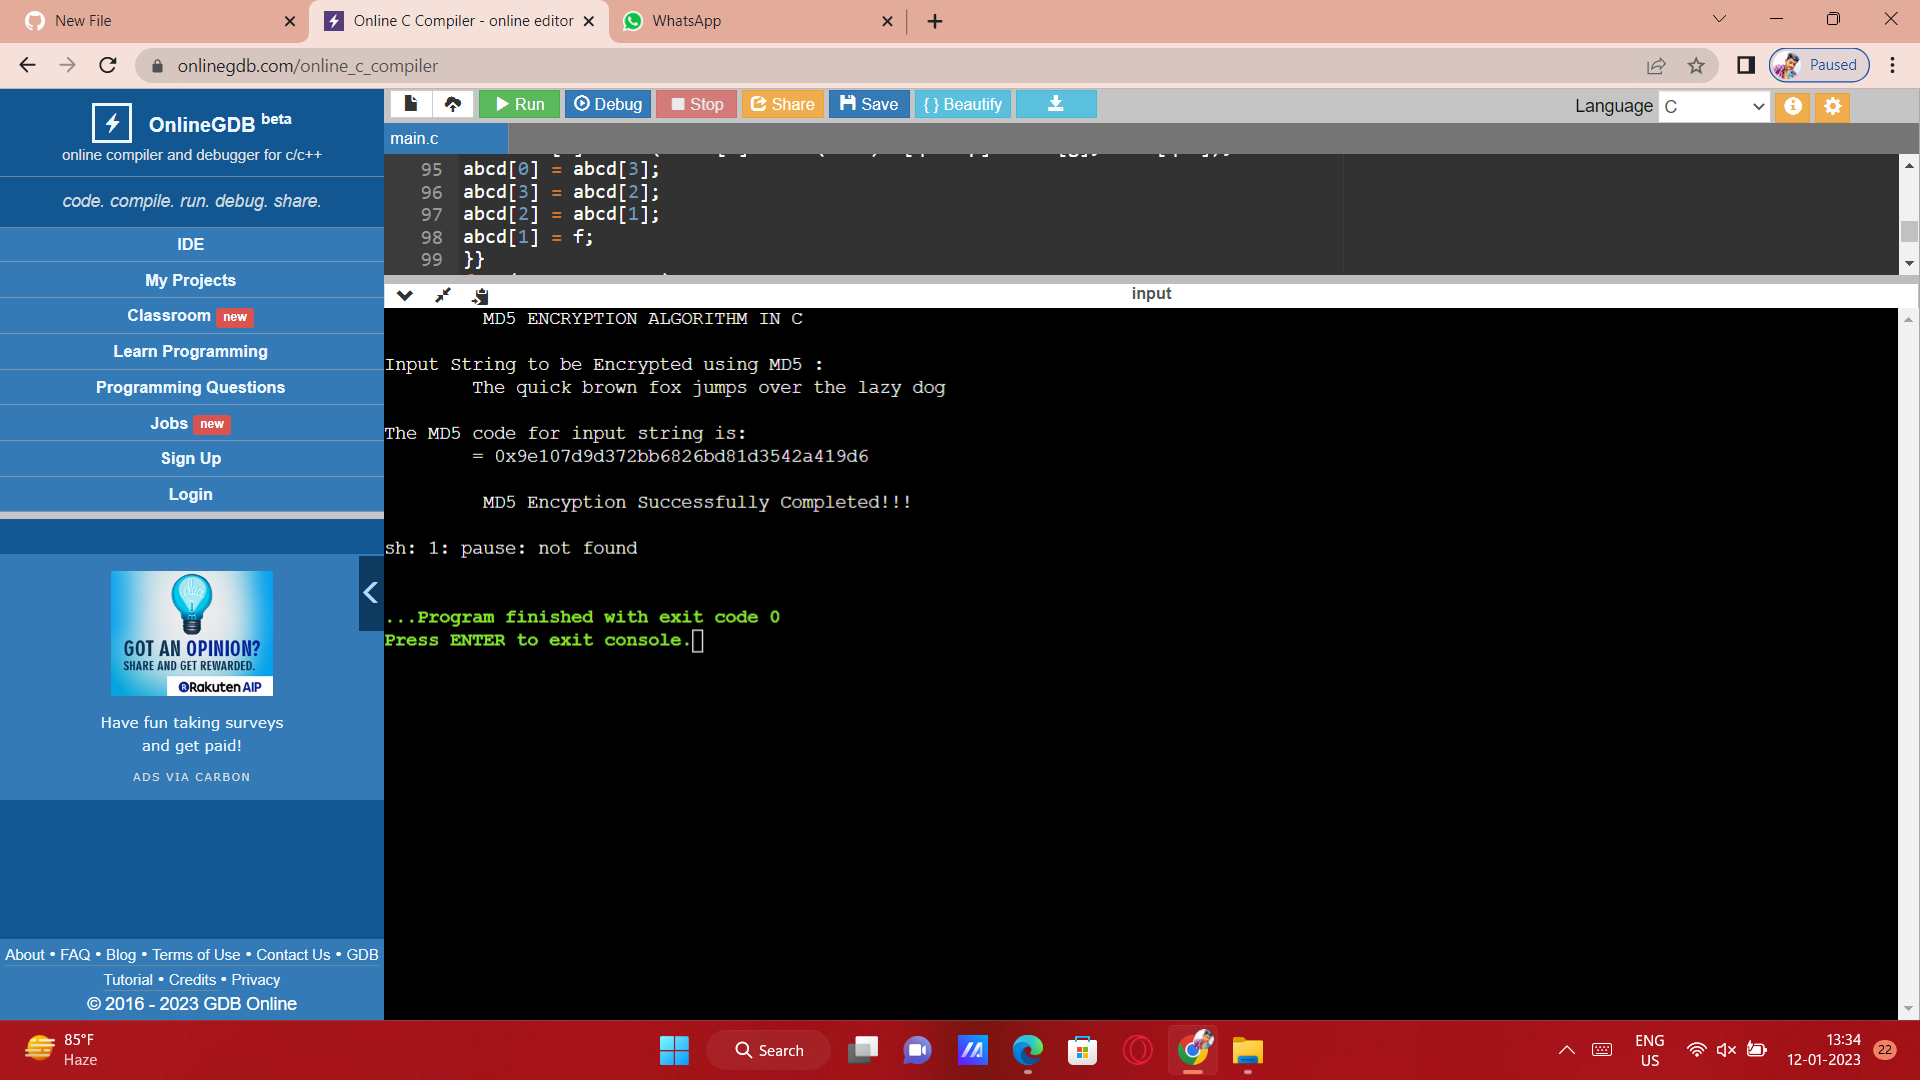 New File
Online C Compiler - online editor
WhatsApp
onlinegdb.com/online_c_compiler
Paused
OnlineGDB beta
online compiler and debugger for c/c++
code. compile. run. debug. share.
IDE
My Projects
Classroom new
Learn Programming
Programming Questions
Jobs new
Sign Up
Login
GOT AN OPINION?
SHARE AND GET REWARDED.
Rakuten AIP
Have fun taking surveys
and get paid!
ADS VIA CARBON
About • FAQ • Blog • Terms of Use • Contact Us • GDB
Tutorial • Credits • Privacy
© 2016 - 2023 GDB Online
Run Debug Stop Share Save { } Beautify
Language C
main.c
95 abcd[0] = abcd[3];
96 abcd[3] = abcd[2];
97 abcd[2] = abcd[1];
98 abcd[1] = f;
99 }}
input
MD5 ENCRYPTION ALGORITHM IN C
Input String to be Encrypted using MD5 :
The quick brown fox jumps over the lazy dog
The MD5 code for input string is:
= 0x9e107d9d372bb6826bd81d3542a419d6
MD5 Encyption Successfully Completed!!!
sh: 1: pause: not found
...Program finished with exit code 0
Press ENTER to exit console.
85°F
Haze
Search
ENG
US
13:34
12-01-2023
22